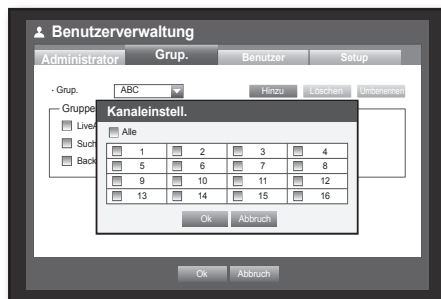 Benutzerverwaltung
Administrator Grup. Benutzer Setup
· Grup. ABC Hinzu Löschen Umbenennen
Kanaleinstell.
Alle
1 2 3 4
5 6 7 8
9 10 11 12
13 14 15 16
Ok Abbruch
Ok Abbruch